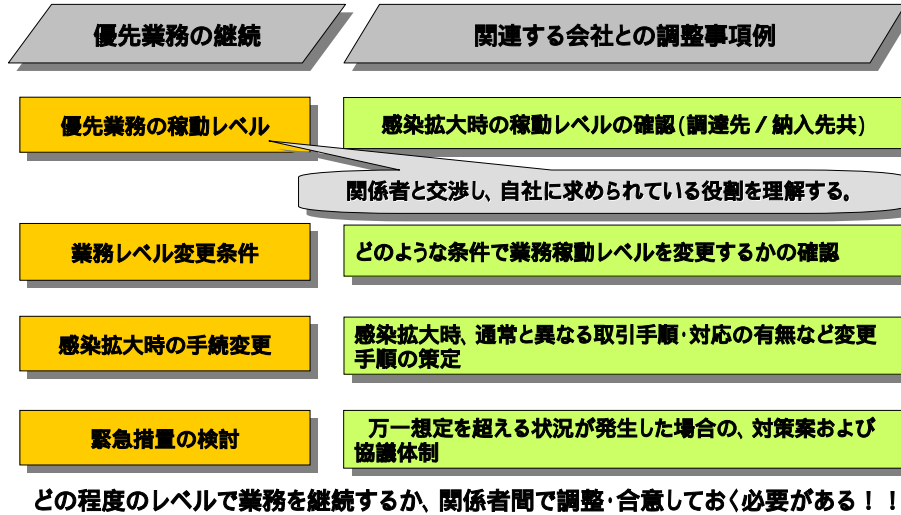 優先業務の継続
関連する会社との調整事項例
優先業務の稼動レベル
感染拡大時の稼動レベルの確認(調達先/納入先共)
関係者と交渉し、自社に求められている役割を理解する。
業務レベル変更条件
どのような条件で業務稼動レベルを変更するかの確認
感染拡大時の手続変更
感染拡大時、通常と異なる取引手順・対応の有無など変更
手順の策定
緊急措置の検討
万一想定を超える状況が発生した場合の、対策案および
協議体制
どの程度のレベルで業務を継続するか、関係者間で調整・合意しておく必要がある！！